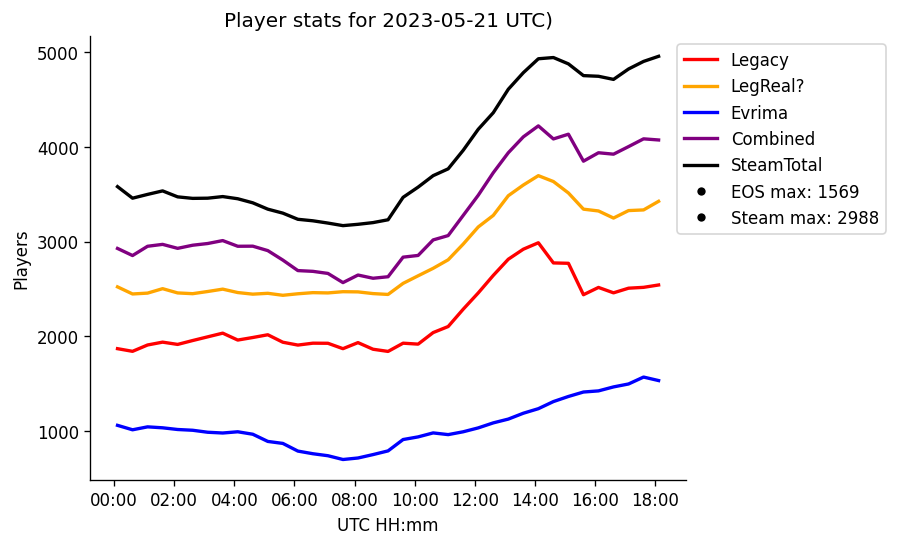 Player stats for 2023-05-21 UTC)
Players
5000
4000
3000
2000
1000
00:00 02:00 04:00 06:00 08:00 10:00 12:00 14:00 16:00 18:00
UTC HH:mm
Legacy
LegReal?
Evrima
Combined
SteamTotal
EOS max: 1569
Steam max: 2988